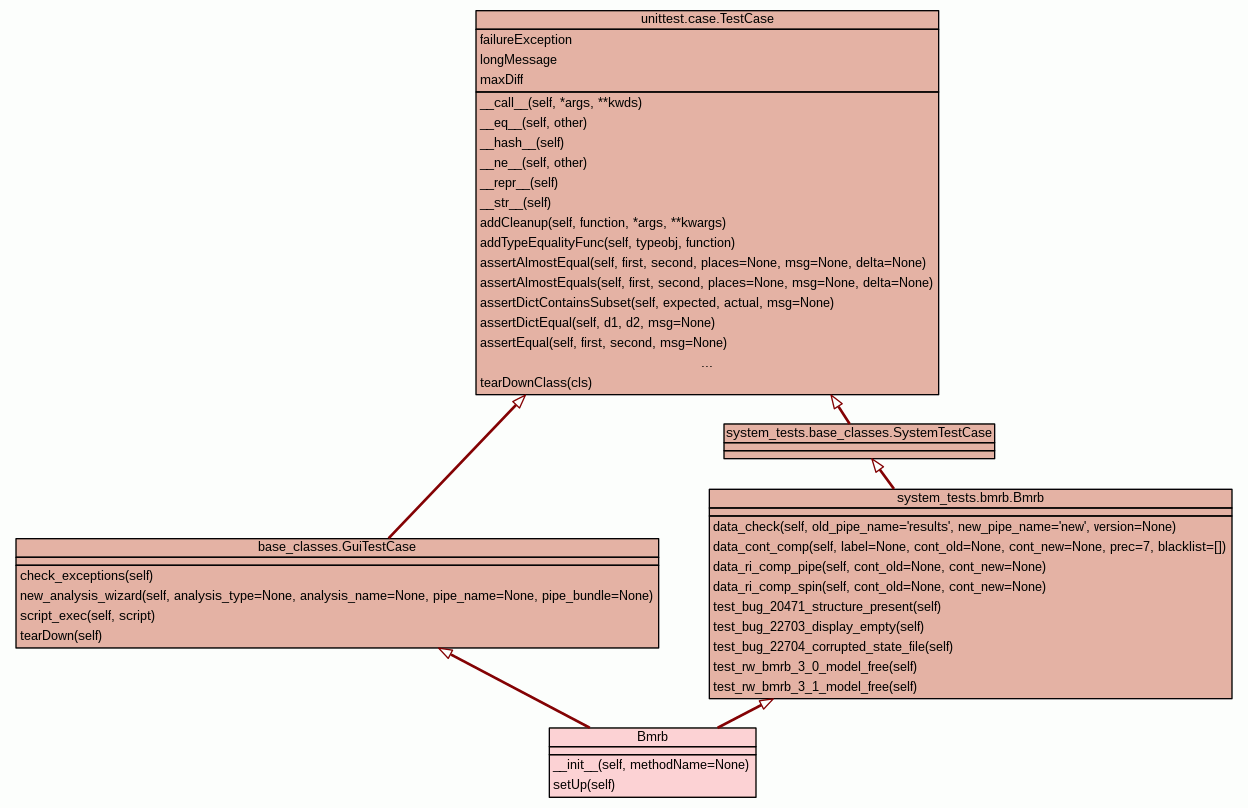 unittest.case.TestCase
failureException
longMessage
maxDiff
__call__(self, *args, **kwds)
__eq__(self, other)
__hash__(self)
__ne__(self, other)
__repr__(self)
__str__(self)
addCleanup(self, function, *args, **kwargs)
addTypeEqualityFunc(self, typeobj, function)
assertAlmostEqual(self, first, second, places=None, msg=None, delta=None)
assertAlmostEquals(self, first, second, places=None, msg=None, delta=None)
assertDictContainsSubset(self, expected, actual, msg=None)
assertDictEqual(self, d1, d2, msg=None)
assertEqual(self, first, second, msg=None)
...
tearDownClass(cls)
system_tests.base_classes.SystemTestCase
system_tests.bmrb.Bmrb
data_check(self, old_pipe_name='results', new_pipe_name='new', version=None)
data_cont_comp(self, label=None, cont_old=None, cont_new=None, prec=7, blacklist=[])
data_ri_comp_pipe(self, cont_old=None, cont_new=None)
data_ri_comp_spin(self, cont_old=None, cont_new=None)
test_bug_20471_structure_present(self)
test_bug_22703_display_empty(self)
test_bug_22704_corrupted_state_file(self)
test_rw_bmrb_3_0_model_free(self)
test_rw_bmrb_3_1_model_free(self)
base_classes.GuiTestCase
check_exceptions(self)
new_analysis_wizard(self, analysis_type=None, analysis_name=None, pipe_name=None, pipe_bundle=None)
script_exec(self, script)
tearDown(self)
Bmrb
__init__(self, methodName=None)
setUp(self)